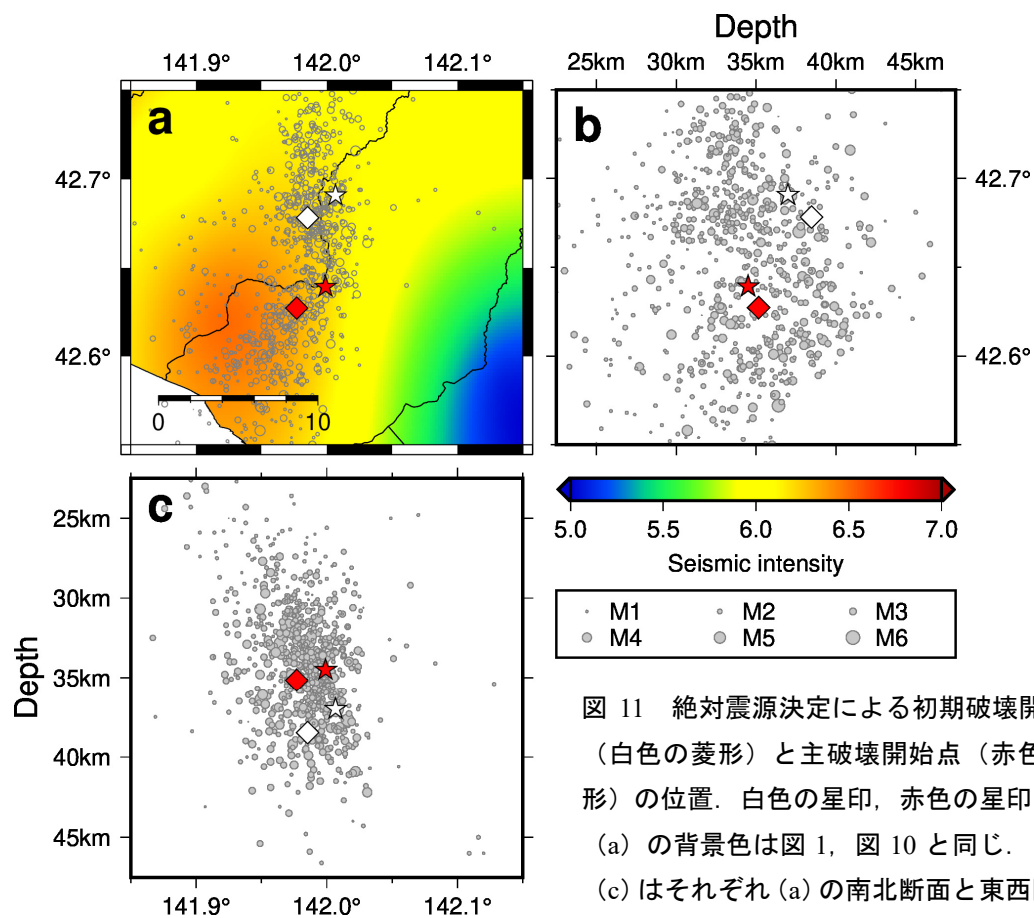 Depth
141.9° 142.0° 142.1°
25km 30km 35km 40km 45km
a
b
42.7°
42.6°
42.7°
42.6°
0 10
c
25km
30km
35km
40km
45km
Depth
141.9° 142.0° 142.1°
5.0 5.5 6.0 6.5 7.0
Seismic intensity
M1 M2 M3
M4 M5 M6
図 11 絶対震源決定による初期破壊開
（白色の菱形）と主破壊開始点（赤色
形）の位置．白色の星印，赤色の星印
（a）の背景色は図 1，図 10 と同じ．
（c）はそれぞれ（a）の南北断面と東西